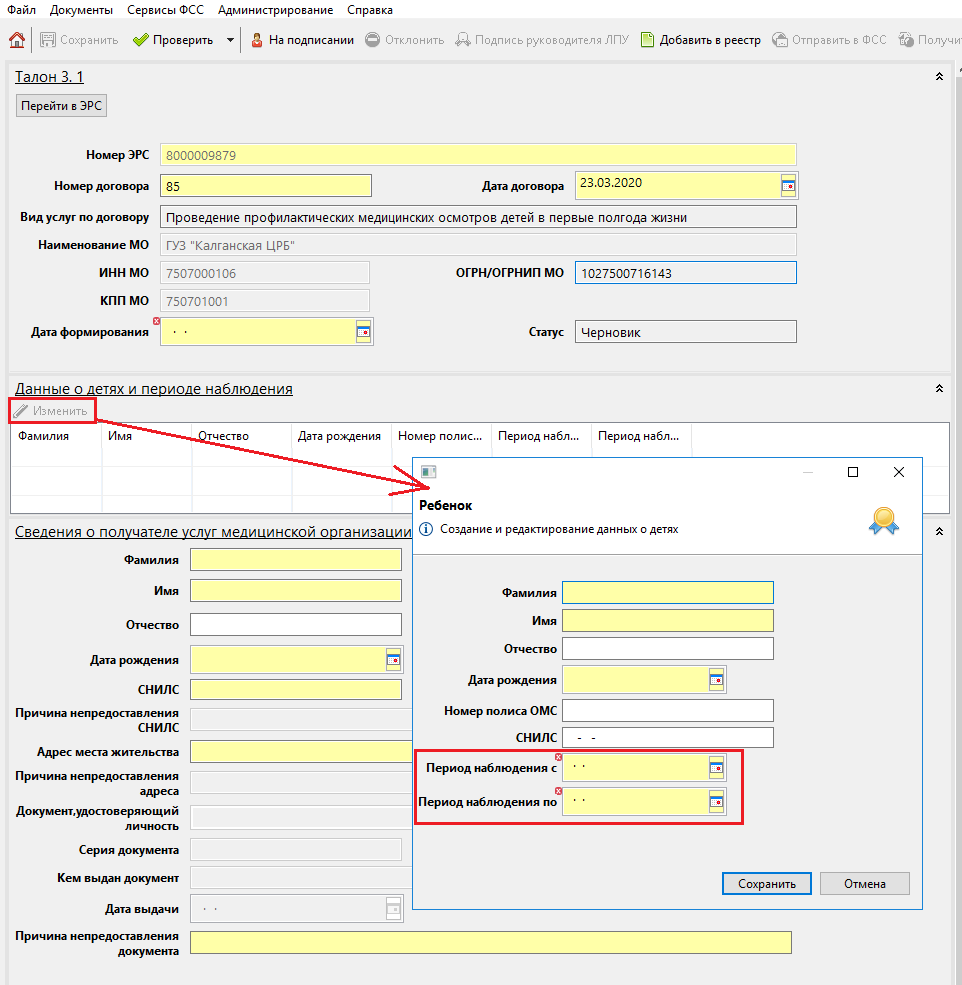 Файл Документы Сервисы ФСС Администрирование Справка
Сохранить Проверить На подписании Отклонить Подпись руководителя ЛПУ Добавить в реестр Отправить в ФСС
Талон 3. 1
Перейти в ЭРС
Номер ЭРС 8000009879
Номер договора 85 Дата договора 23.03.2020
Вид услуг по договору Проведение профилактических медицинских осмотров детей в первые полгода жизни
Наименование МО ГУЗ "Калганская ЦРБ"
ИНН МО 7507000106 ОГРН/ОГРНИП МО 1027500716143
КПП МО 750701001
Дата формирования . . Статус Черновик
Данные о детях и периоде наблюдения
Изменить
Фамилия Имя Отчество Дата рождения Номер полис... Период набл... Период набл...
Сведения о получателе услуг медицинской организации
Фамилия
Имя
Отчество
Дата рождения
СНИЛС
Причина непредоставления
СНИЛС
Адрес места жительства
Причина непредоставления
адреса
Документ,удостоверяющий
личность
Серия документа
Кем выдан документ
Дата выдачи . .
Причина непредоставления
документа
Ребенок
Создание и редактирование данных о детях
Фамилия
Имя
Отчество
Дата рождения
Номер полиса ОМС
СНИЛС - -
Период наблюдения с . .
Период наблюдения по . .
Сохранить Отмена